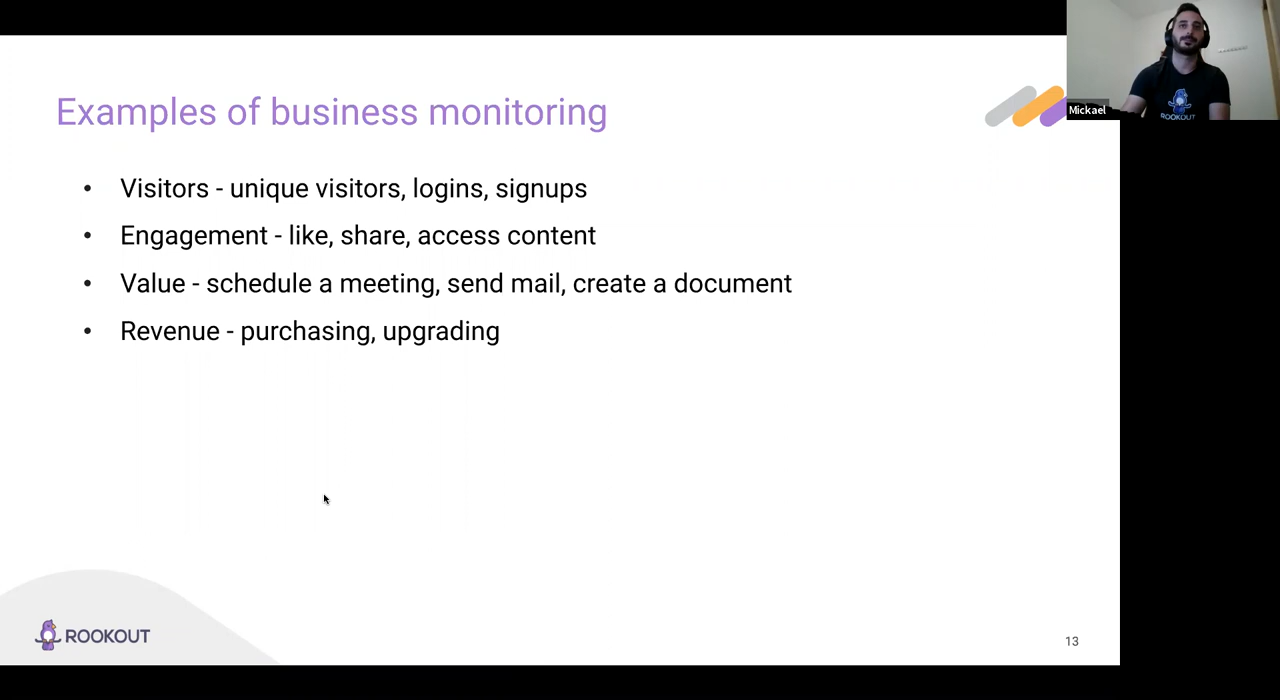 Examples of business monitoring
Mickael
ROOKOUT
• Visitors - unique visitors, logins, signups
• Engagement - like, share, access content
• Value - schedule a meeting, send mail, create a document
• Revenue - purchasing, upgrading
ROOKOUT
13